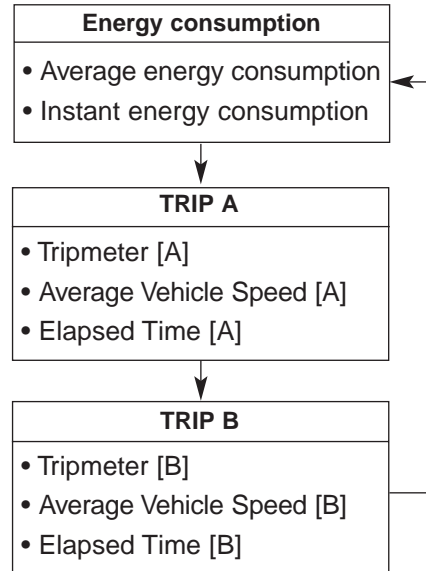 Energy consumption
• Average energy consumption
• Instant energy consumption
TRIP A
• Tripmeter [A]
• Average Vehicle Speed [A]
• Elapsed Time [A]
TRIP B
• Tripmeter [B]
• Average Vehicle Speed [B]
• Elapsed Time [B]